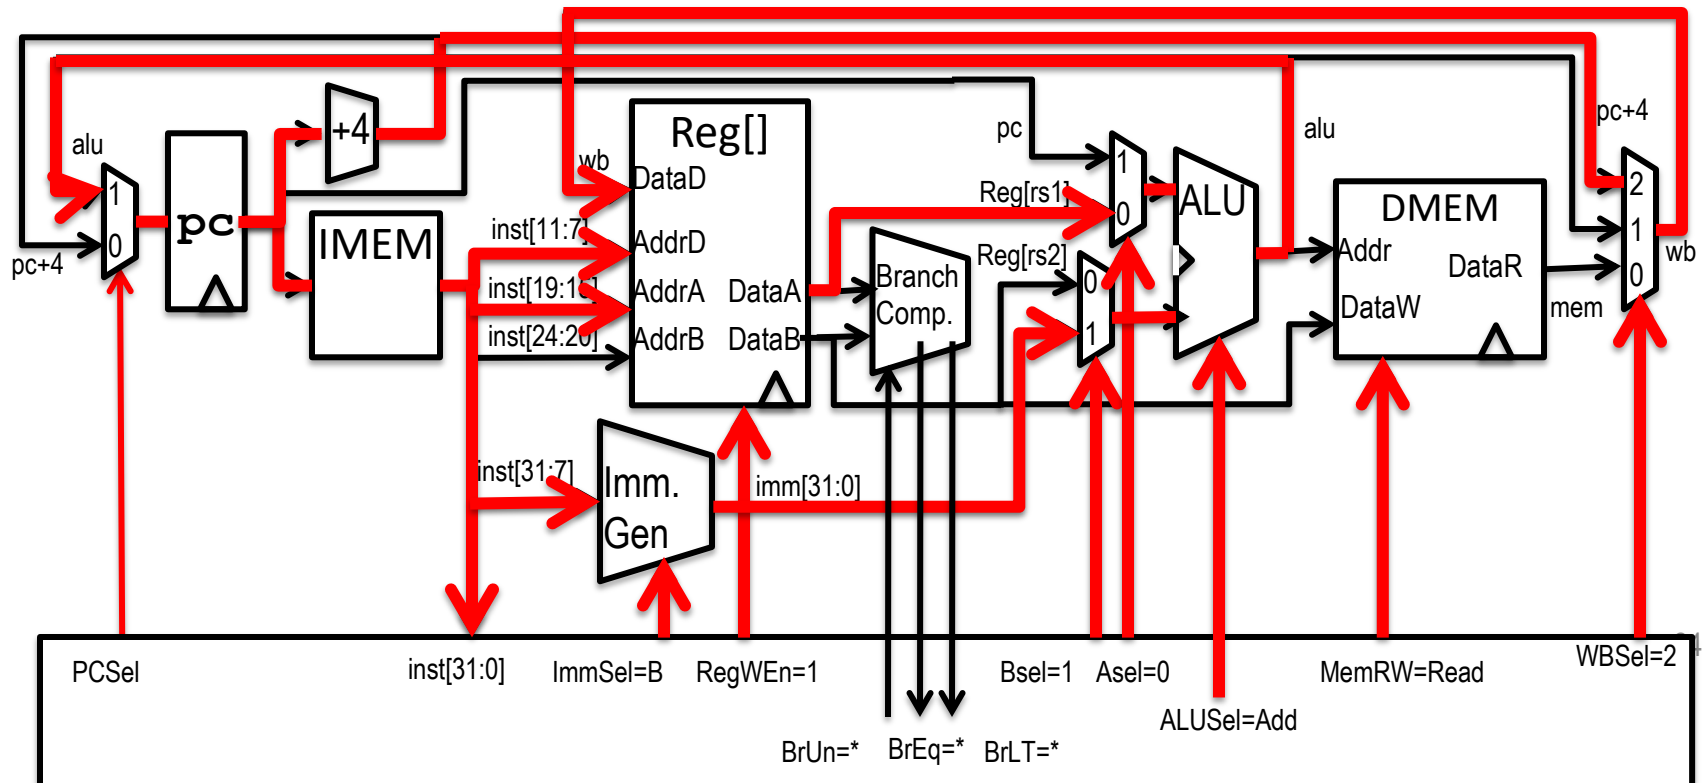 pc+4
alu
+4
Reg[]
pc
alu
wb
DataD
1
1
2
pc
IMEM
inst[11:7]
AddrD
Reg[rs1]
0
ALU
DMEM
1
0
pc+4
inst[19:1
AddrA
DataA
Branch
Comp.
Reg[rs2]
0
Addr
DataR
wb
0
inst[24:20]
AddrB
DataB
1
DataW
mem
inst[31:7]
Imm.
Gen
imm[31:0]
PCSel
inst[31:0]
ImmSel=B
RegWEn=1
Bsel=1
Asel=0
MemRW=Read
WBSel=2
ALUSel=Add
BrUn=*
BrEq=*
BrLT=*